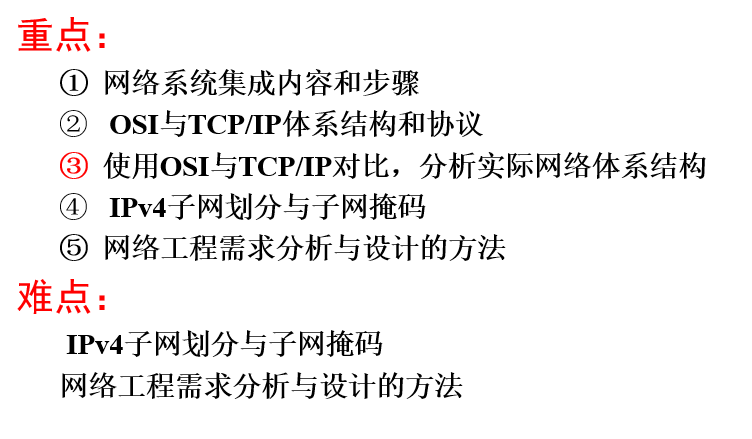 重点：
① 网络系统集成内容和步骤
② OSI与TCP/IP体系结构和协议
③ 使用OSI与TCP/IP对比，分析实际网络体系结构
④ IPv4子网划分与子网掩码
⑤ 网络工程需求分析与设计的方法
难点：
IPv4子网划分与子网掩码
网络工程需求分析与设计的方法